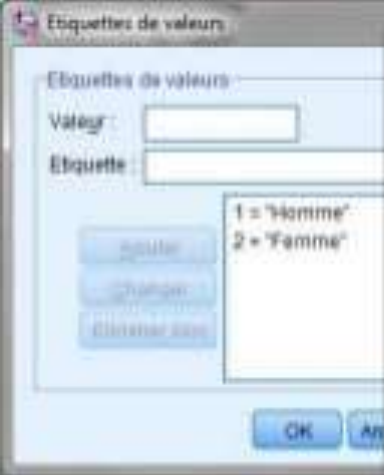 Etiquettes de valeurs
Etiquettes de valeurs
Valeur :
Etiquette :
1 = "Homme"
2 = "Femme"
Ajouter
Changer
OK